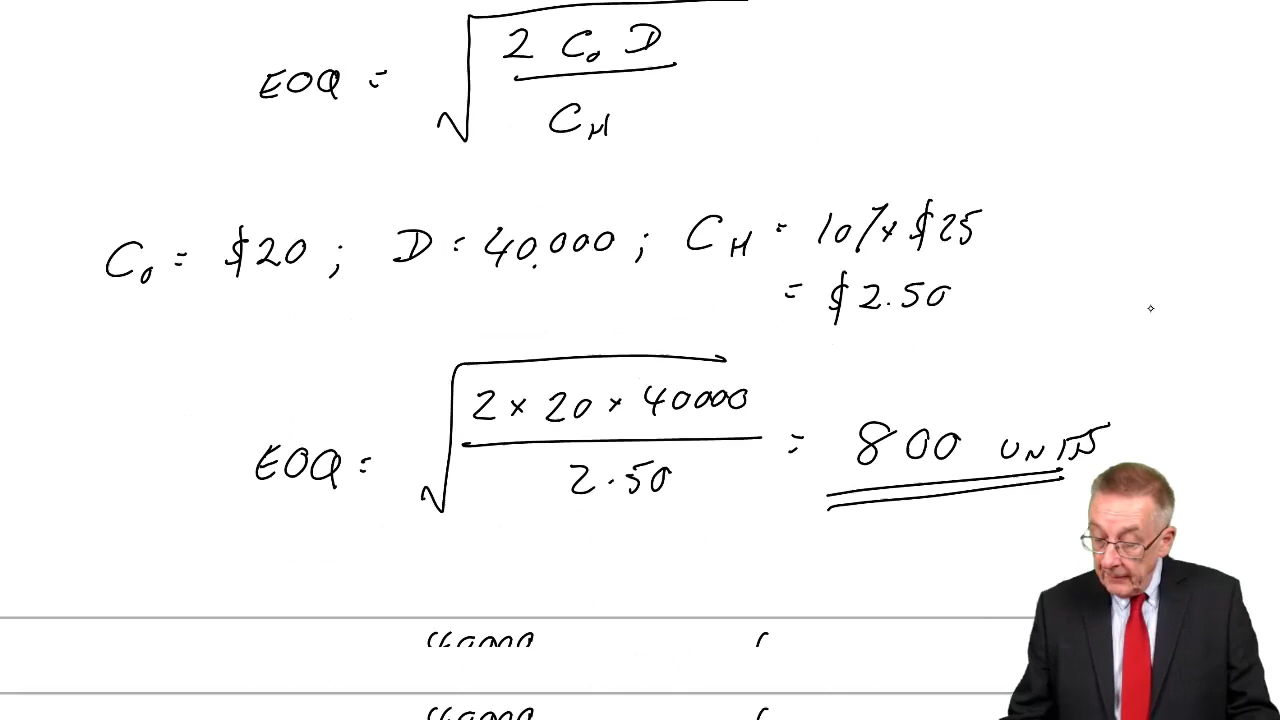 EOQ = √(2 C₀ D / C_H)
C₀ = $20 ; D = 40,000 ; C_H = 10% × $25
= $2.50
EOQ = √(2 × 20 × 40000 / 2.50) = 800 UNITS